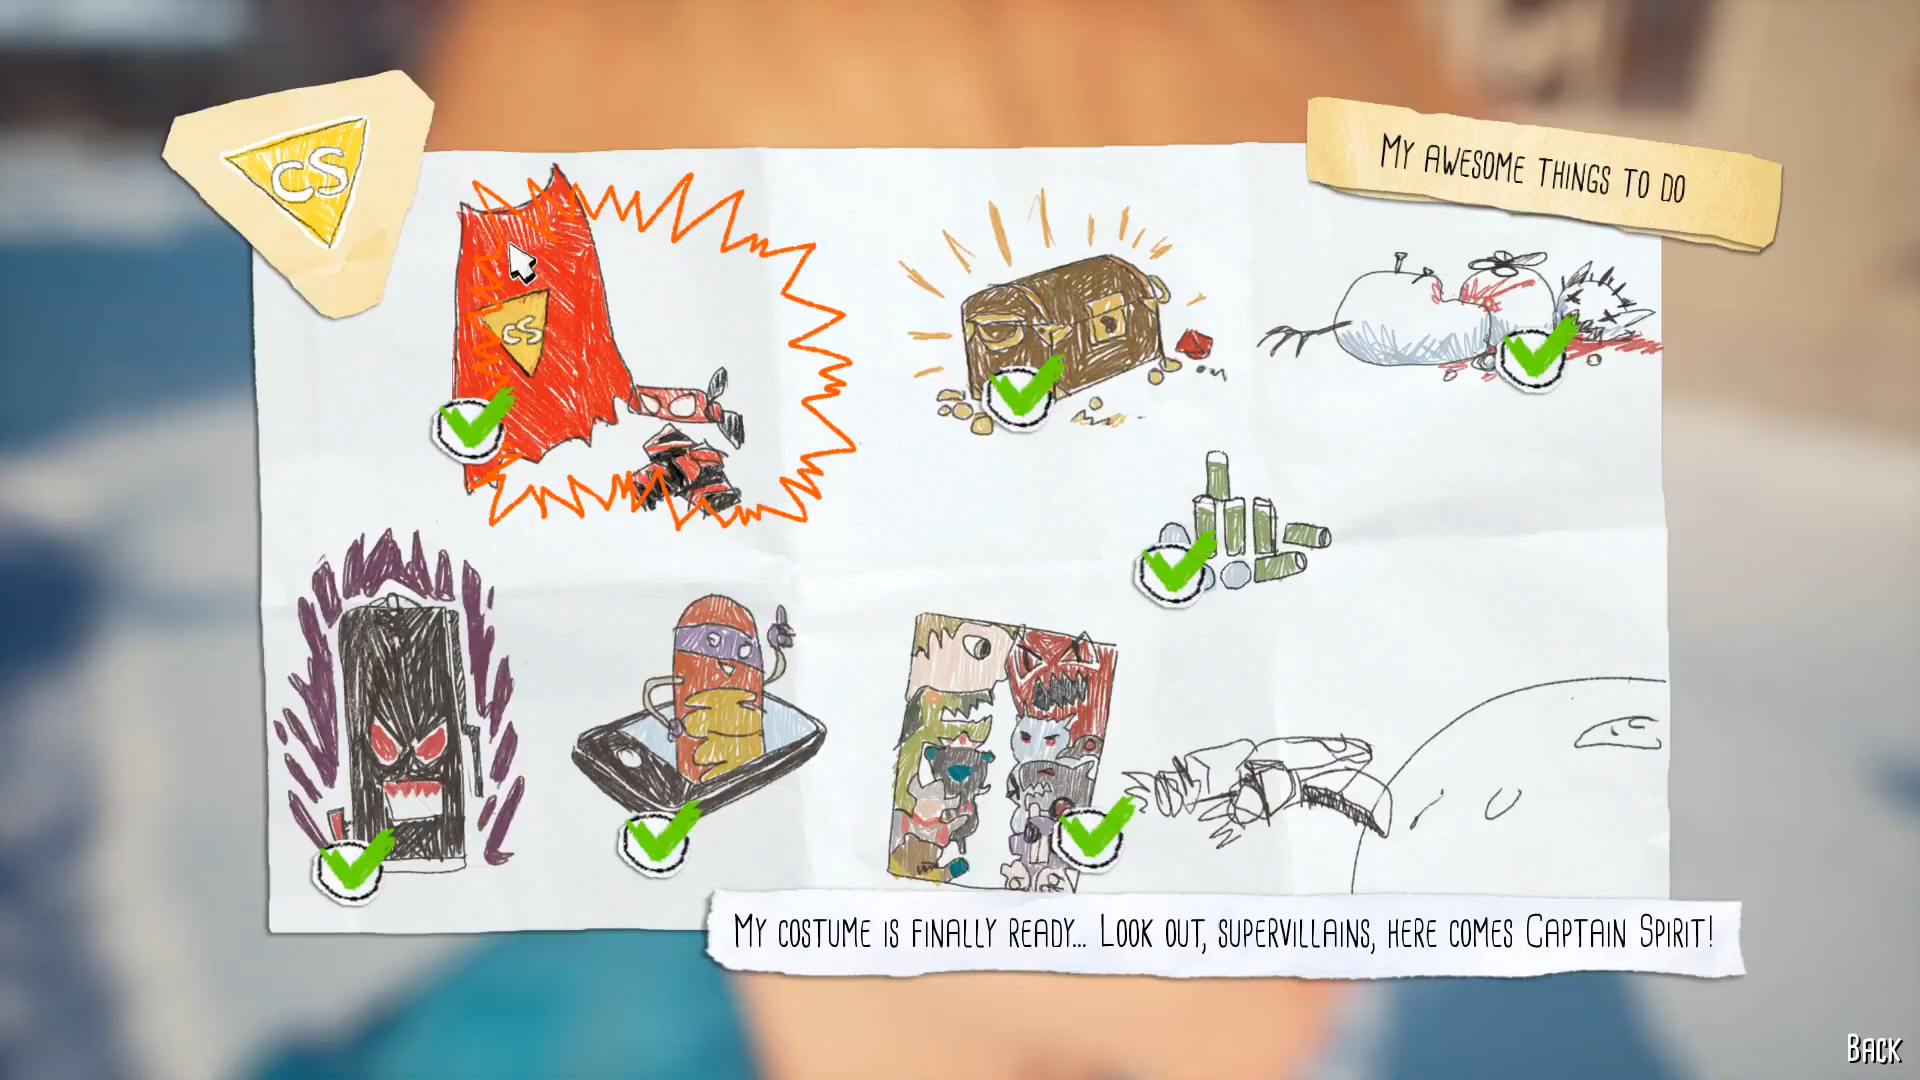 CS
MY AWESOME THINGS TO DO
CS
MY COSTUME IS FINALLY READY... LOOK OUT, SUPERVILLAINS, HERE COMES CAPTAIN SPIRIT!
BACK